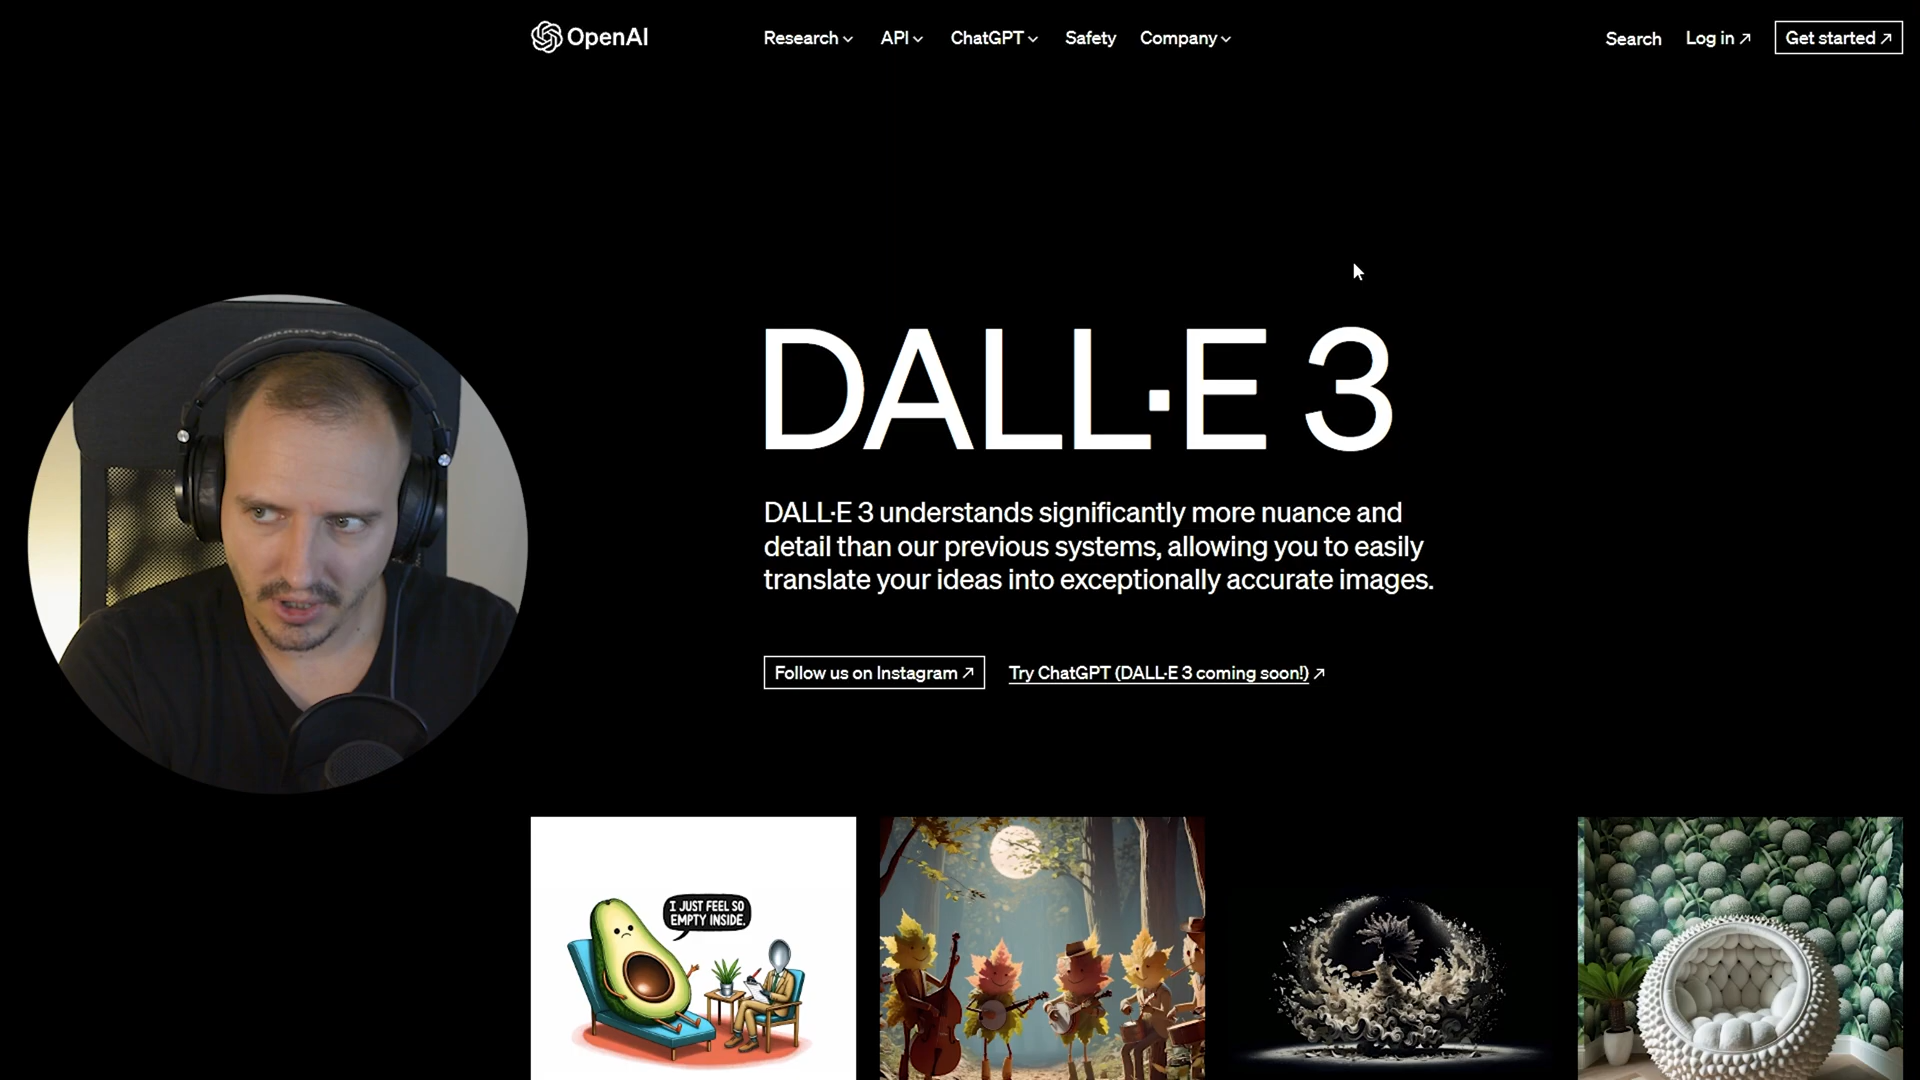 OpenAI
Research
API
ChatGPT
Safety
Company
Search
Log in ↗
Get started ↗
DALL·E 3
DALL·E 3 understands significantly more nuance and
detail than our previous systems, allowing you to easily
translate your ideas into exceptionally accurate images.
Follow us on Instagram ↗
Try ChatGPT (DALL·E 3 coming soon!) ↗
I JUST FEEL SO
EMPTY INSIDE.